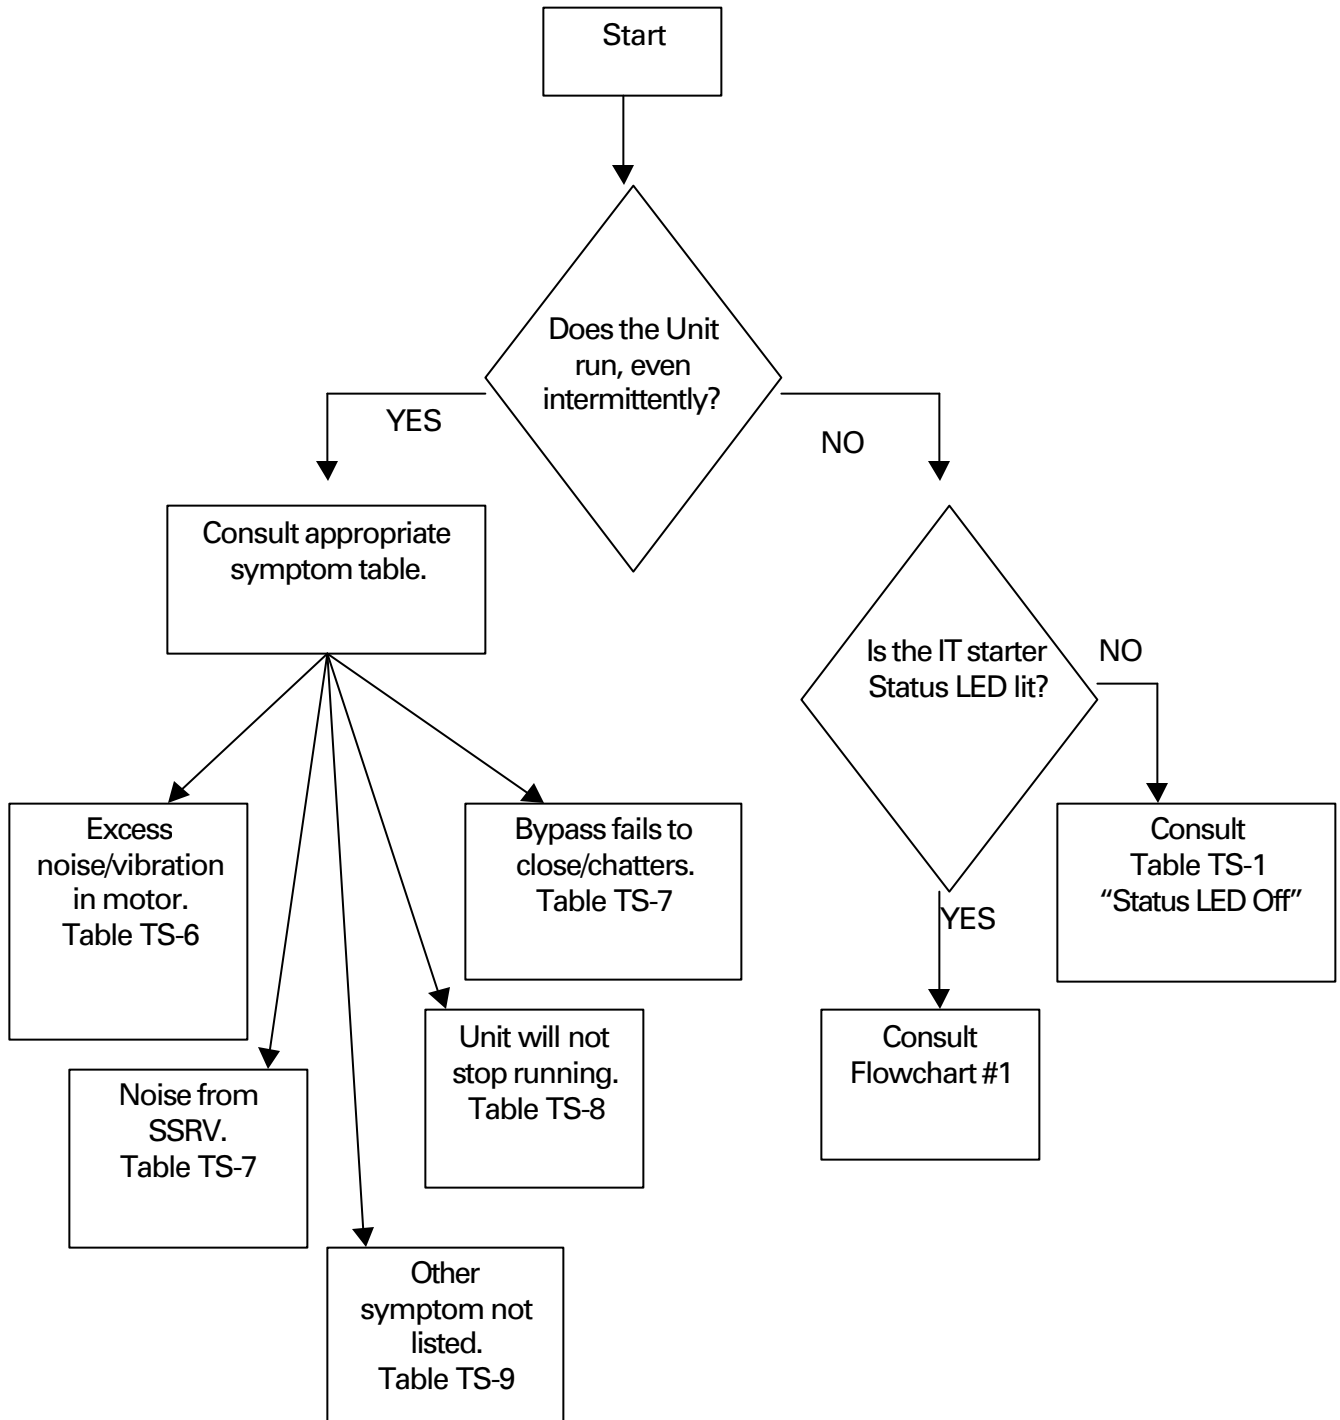 Start
Does the Unit
run, even
intermittently?
YES
NO
Consult appropriate
symptom table.
Is the IT starter
Status LED lit?
NO
YES
Excess
noise/vibration
in motor.
Table TS-6
Bypass fails to
close/chatters.
Table TS-7
Consult
Table TS-1
“Status LED Off”
Noise from
SSRV.
Table TS-7
Unit will not
stop running.
Table TS-8
Consult
Flowchart #1
Other
symptom not
listed.
Table TS-9